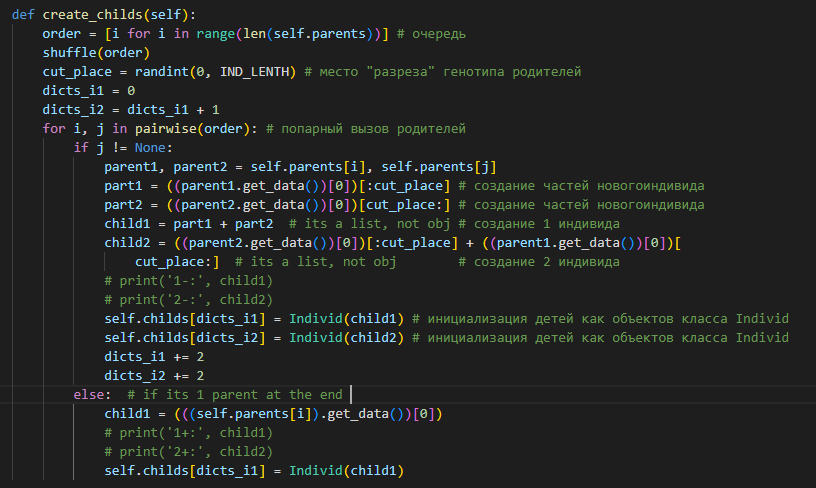 def create_childs(self):
    order = [i for i in range(len(self.parents))] # очередь
    shuffle(order)
    cut_place = randint(0, IND_LENTH) # место "разреза" генотипа родителей
    dicts_i1 = 0
    dicts_i2 = dicts_i1 + 1
    for i, j in pairwise(order): # попарный вызов родителей
        if j != None:
            parent1, parent2 = self.parents[i], self.parents[j]
            part1 = ((parent1.get_data())[0])[:cut_place] # создание частей новогоиндивида
            part2 = ((parent2.get_data())[0])[cut_place:] # создание частей новогоиндивида
            child1 = part1 + part2  # its a list, not obj # создание 1 индивида
            child2 = ((parent2.get_data())[0])[:cut_place] + ((parent1.get_data())[0])[
                cut_place:]  # its a list, not obj        # создание 2 индивида
            # print('1-:', child1)
            # print('2-:', child2)
            self.childs[dicts_i1] = Individ(child1) # инициализация детей как объектов класса Individ
            self.childs[dicts_i2] = Individ(child2) # инициализация детей как объектов класса Individ
            dicts_i1 += 2
            dicts_i2 += 2
        else:  # if its 1 parent at the end
            child1 = (((self.parents[i]).get_data())[0])
            # print('1+:', child1)
            # print('2+:', child2)
            self.childs[dicts_i1] = Individ(child1)